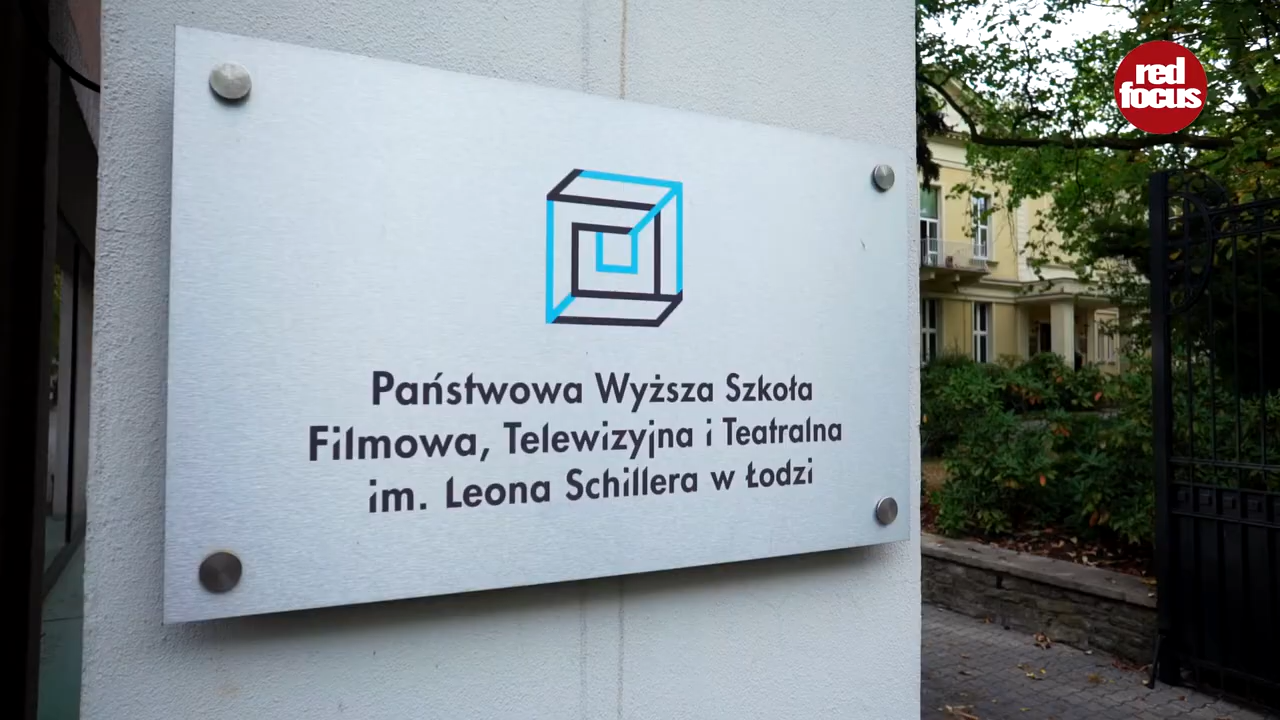 red
focus
Państwowa Wyższa Szkoła
Filmowa, Telewizyjna i Teatralna
im. Leona Schillera w Łodzi